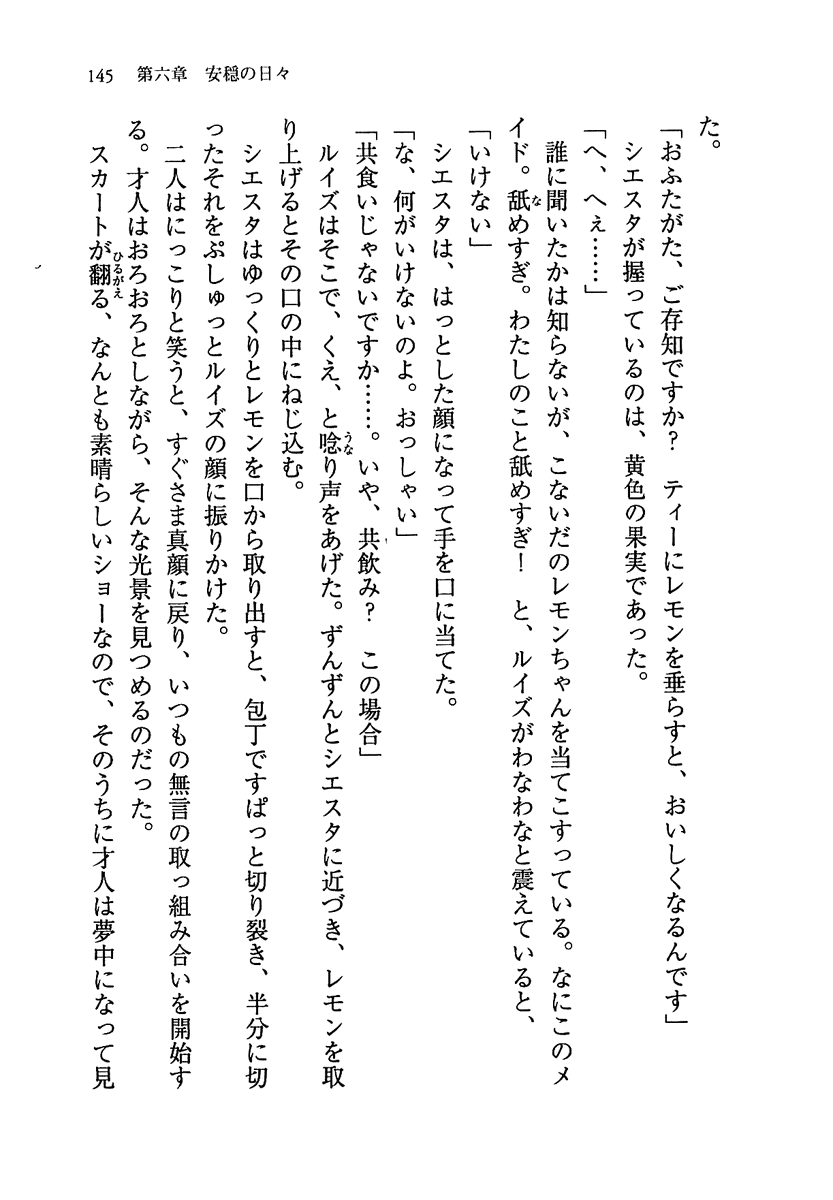 145　第六章　安穏の日々
た。
「おふたがた、ご存知ですか？　ティーにレモンを垂らすと、おいしくなるんです」
シエスタが握っているのは、黄色の果実であった。
「へ、へぇ……」
誰に聞いたかは知らないが、こないだのレモンちゃんを当てこすっている。なにこのメ
イド。舐めすぎ。わたしのこと舐めすぎ！　と、ルイズがわなわなと震えていると、
「いけない」
シエスタは、はっとした顔になって手を口に当てた。
「な、何がいけないのよ。おっしゃい」
「共食いじゃないですか……。いや、共飲み？　この場合」
ルイズはそこで、くえ、と唸り声をあげた。ずんずんとシエスタに近づき、レモンを取
り上げるとその口の中にねじ込む。
シエスタはゆっくりとレモンを口から取り出すと、包丁ですぱっと切り裂き、半分に切
ったそれをぷしゅっとルイズの顔に振りかけた。
二人はにっこりと笑うと、すぐさま真顔に戻り、いつもの無言の取っ組み合いを開始す
る。才人はおろおろとしながら、そんな光景を見つめるのだった。
スカートが翻る、なんとも素晴らしいショーなので、そのうちに才人は夢中になって見